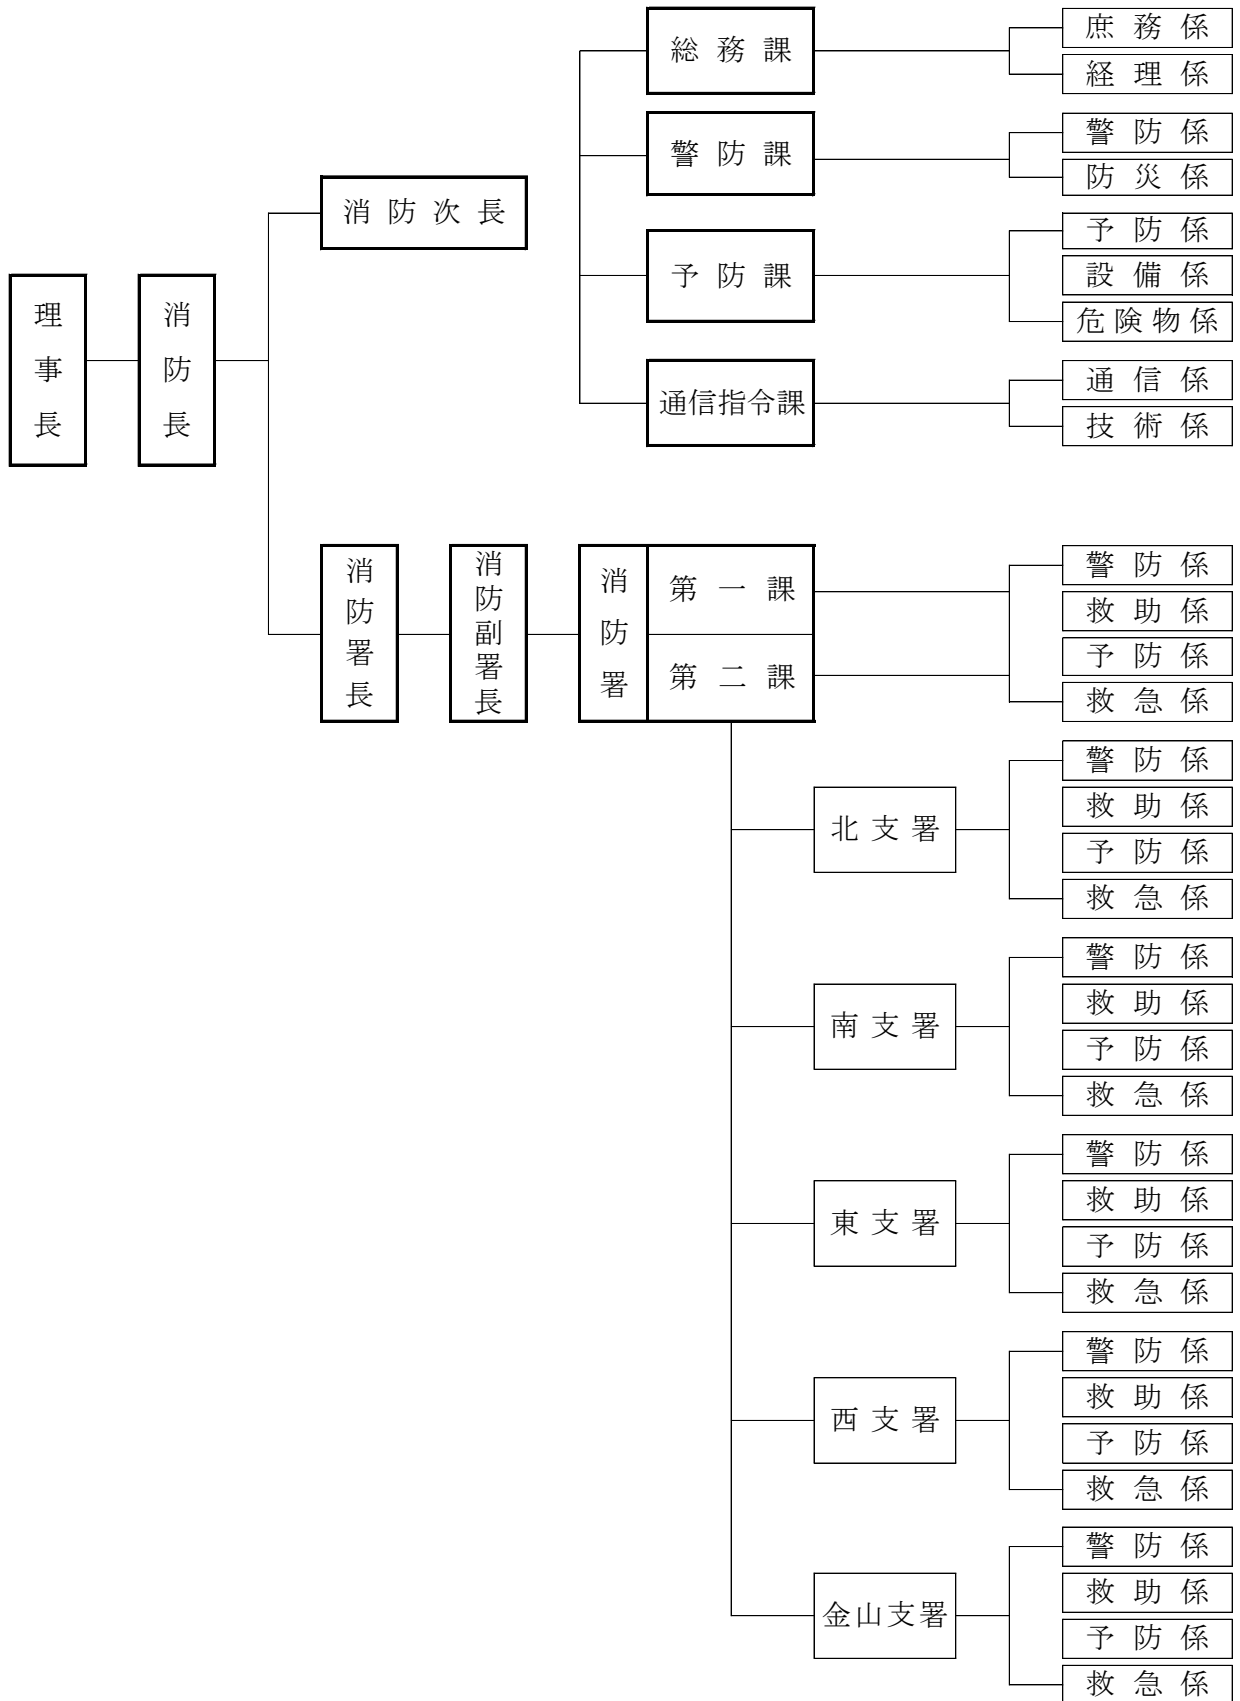 理事長
消防長
消防次長
総務課
庶務係
経理係
警防課
警防係
防災係
予防課
予防係
設備係
危険物係
通信指令課
通信係
技術係
消防署長
消防副署長
消防署
第一課
第二課
警防係
救助係
予防係
救急係
北支署
警防係
救助係
予防係
救急係
南支署
警防係
救助係
予防係
救急係
東支署
警防係
救助係
予防係
救急係
西支署
警防係
救助係
予防係
救急係
金山支署
警防係
救助係
予防係
救急係